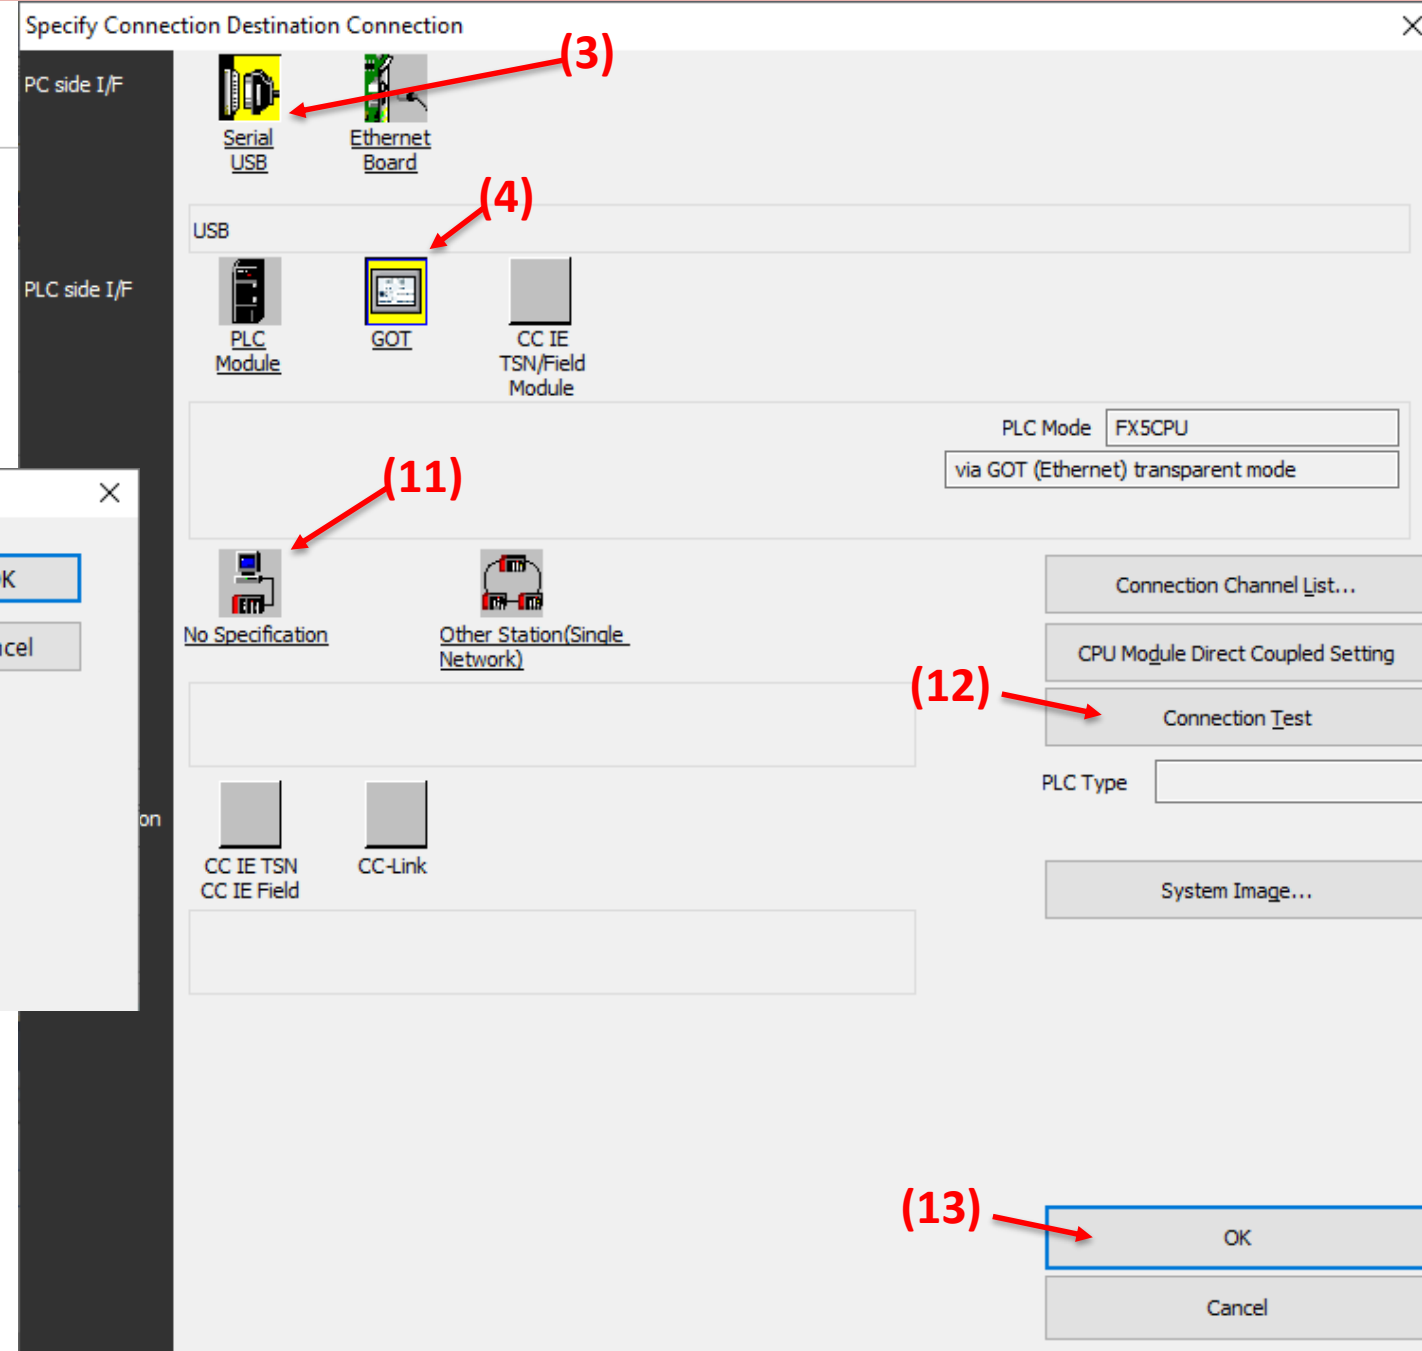 Specify Connection Destination Connection
(3)
PC side I/F
Serial
USB
Ethernet
Board
(4)
USB
PLC side I/F
PLC
Module
GOT
CC IE
TSN/Field
Module
PLC Mode FX5CPU
via GOT (Ethernet) transparent mode
(11)
No Specification
Other Station(Single
Network)
Connection Channel List...
CPU Module Direct Coupled Setting
(12)
Connection Test
PLC Type
on
CC IE TSN
CC IE Field
CC-Link
System Image...
(13)
OK
Cancel